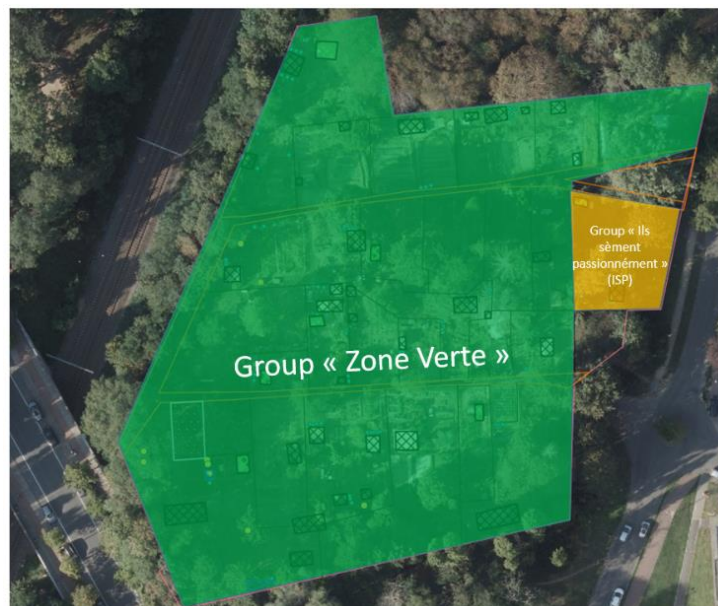 Group « Ils
sèment
passionnément »
(ISP)
Group « Zone Verte »